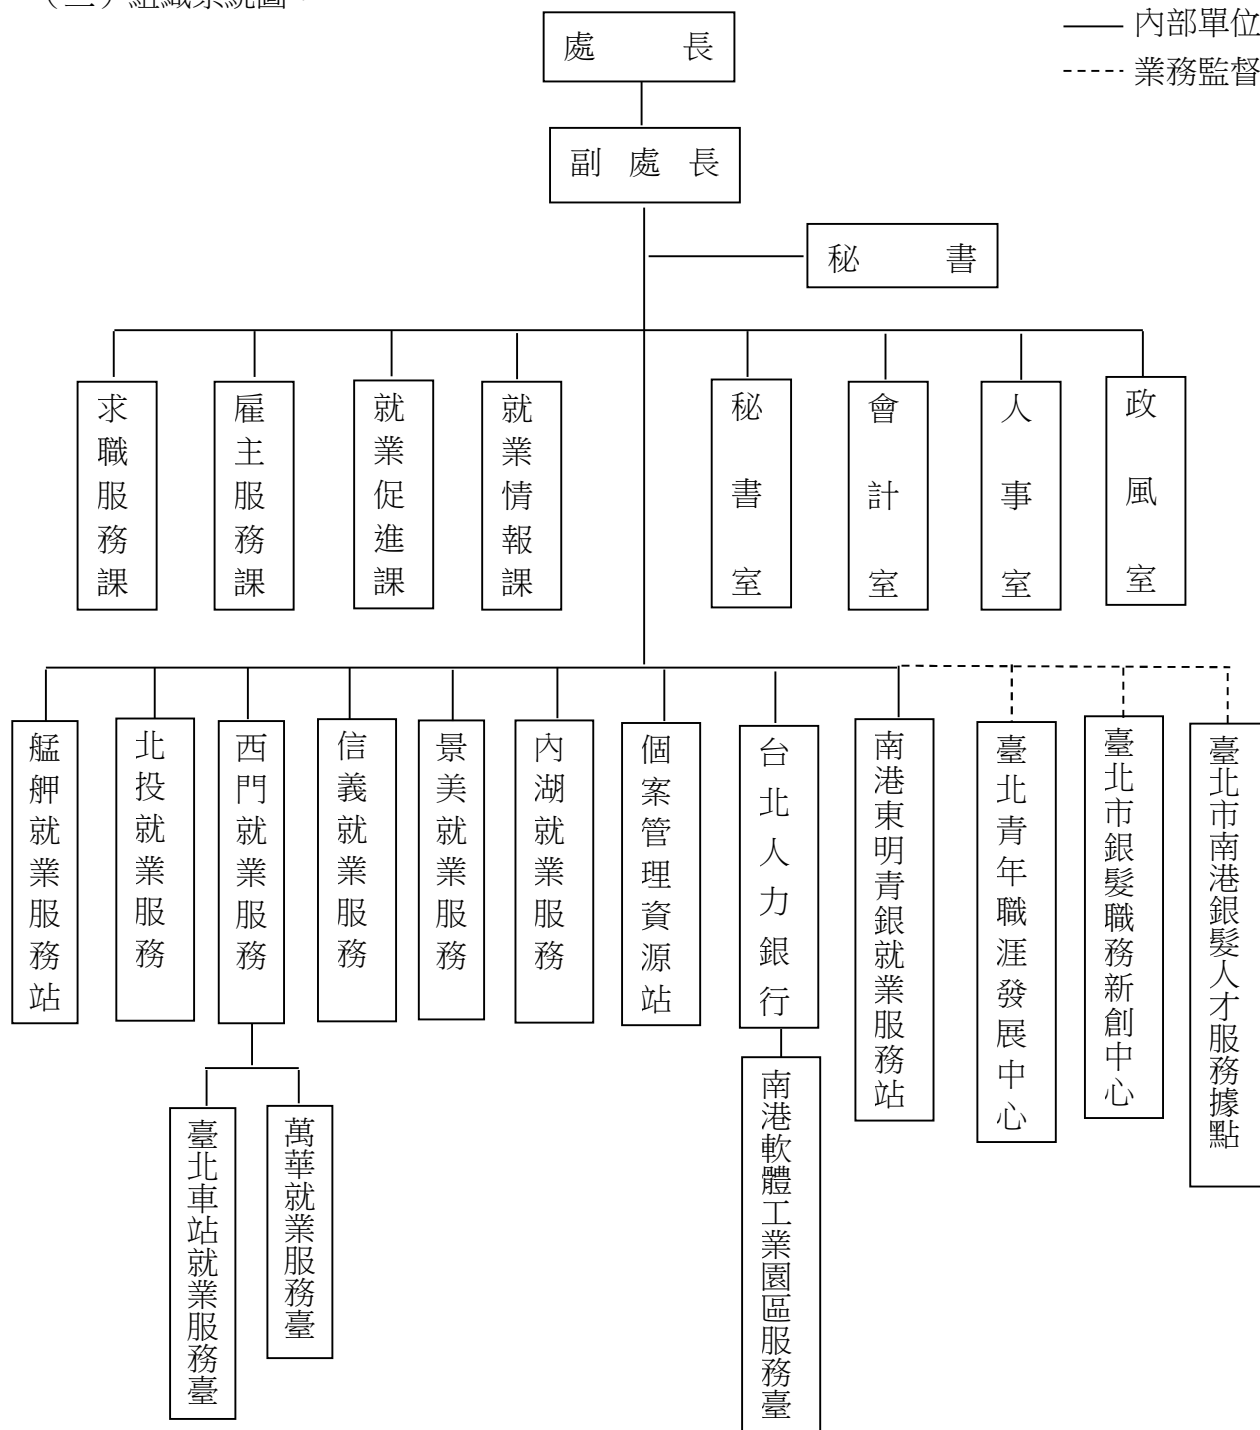 組織系統圖
內部單位
業務監督
處長
副處長
秘書
求職服務課
雇主服務課
就業促進課
就業情報課
秘書室
會計室
人事室
政風室
艋舺就業服務站
北投就業服務
西門就業服務
信義就業服務
景美就業服務
內湖就業服務
個案管理資源站
台北人力銀行
南港東明青銀就業服務站
臺北青年職涯發展中心
臺北市銀髮職務新創中心
臺北市南港銀髮人才服務據點
臺北車站就業服務臺
萬華就業服務臺
南港軟體工業園區服務臺